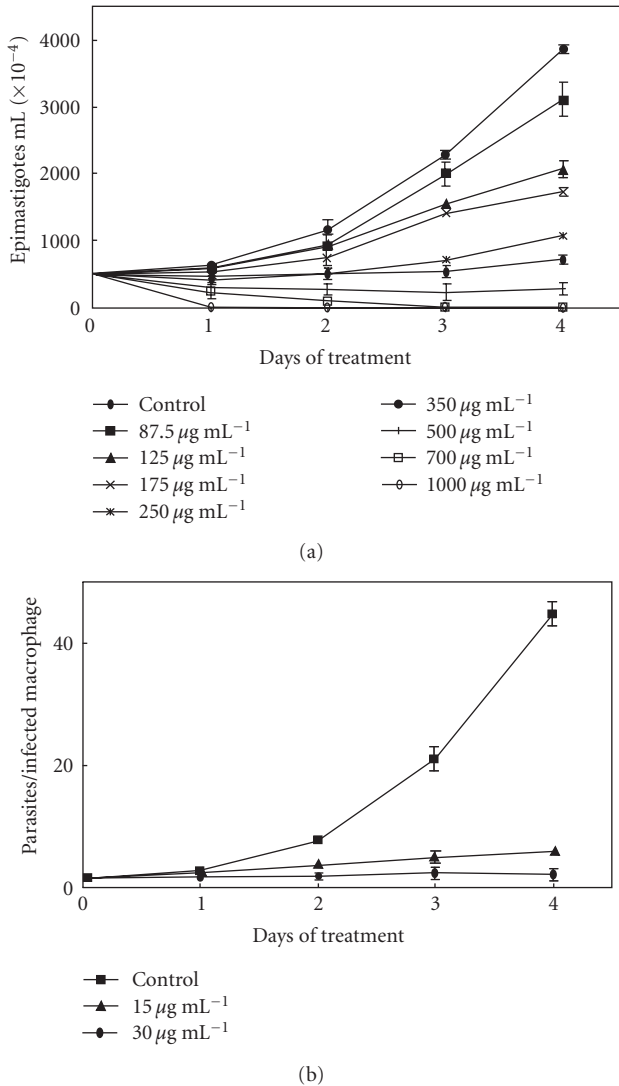 Epimastigotes mL (×10⁻⁴)
4000
3000
2000
1000
0
0 1 2 3 4
Days of treatment
Control
87.5 µg mL⁻¹
125 µg mL⁻¹
175 µg mL⁻¹
250 µg mL⁻¹
350 µg mL⁻¹
500 µg mL⁻¹
700 µg mL⁻¹
1000 µg mL⁻¹
(a)
Parasites/infected macrophage
40
20
0
0 1 2 3 4
Days of treatment
Control
15 µg mL⁻¹
30 µg mL⁻¹
(b)